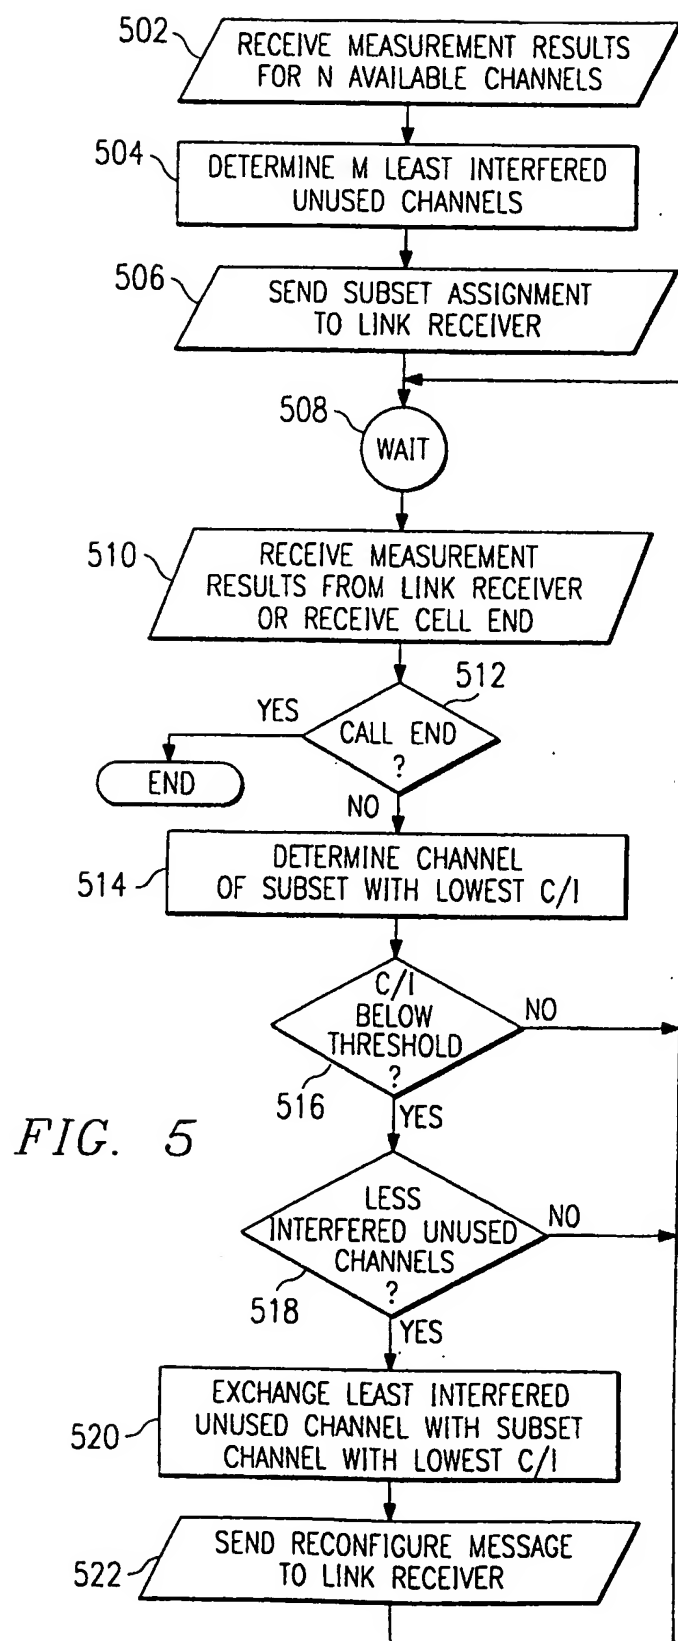 502
RECEIVE MEASUREMENT RESULTS
FOR N AVAILABLE CHANNELS
504
DETERMINE M LEAST INTERFERED
UNUSED CHANNELS
506
SEND SUBSET ASSIGNMENT
TO LINK RECEIVER
508
WAIT
510
RECEIVE MEASUREMENT
RESULTS FROM LINK RECEIVER
OR RECEIVE CELL END
512
YES
CALL END
?
END
NO
514
DETERMINE CHANNEL
OF SUBSET WITH LOWEST C/I
C/I
BELOW
THRESHOLD
?
NO
516
YES
FIG. 5
LESS
INTERFERED UNUSED
CHANNELS
?
NO
518
YES
520
EXCHANGE LEAST INTERFERED
UNUSED CHANNEL WITH SUBSET
CHANNEL WITH LOWEST C/I
522
SEND RECONFIGURE MESSAGE
TO LINK RECEIVER